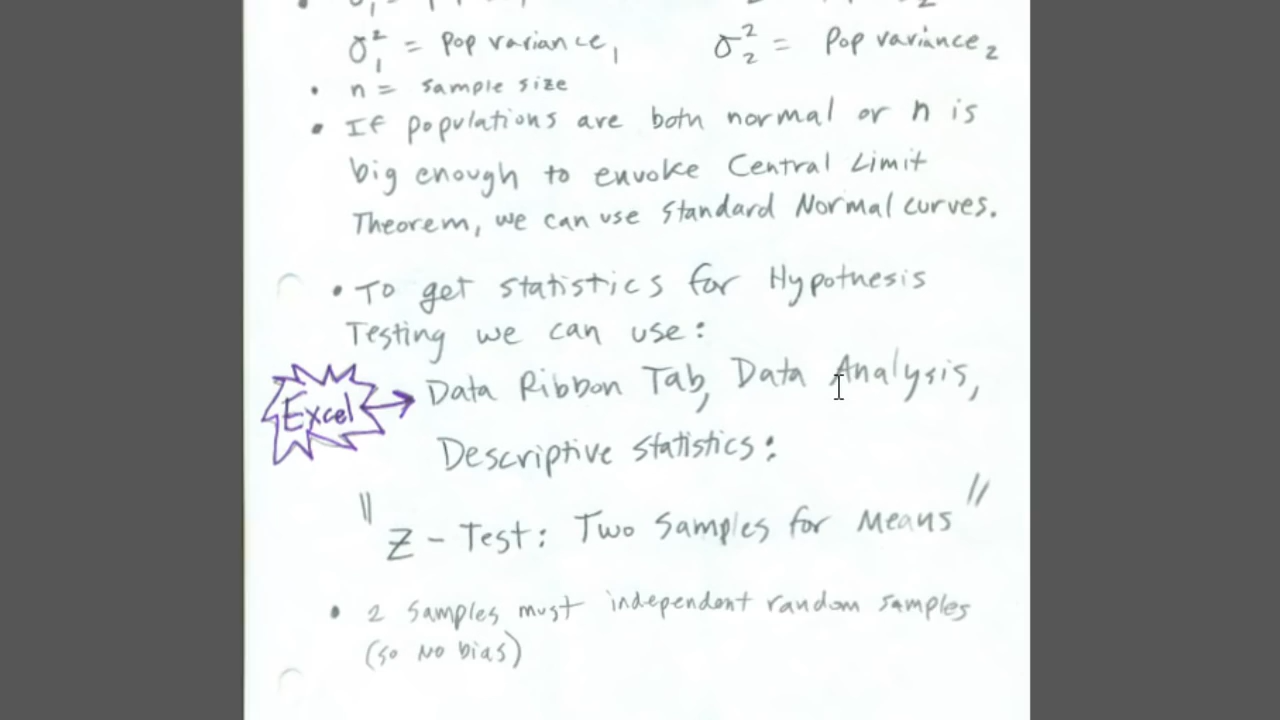 σ₁² = Pop variance₁ σ₂² = Pop variance₂
• n = sample size
• If populations are both normal or n is
big enough to envoke Central Limit
Theorem, we can use Standard Normal curves.
• To get statistics for Hypothesis
Testing we can use:
Excel → Data Ribbon Tab, Data Analysis,
Descriptive Statistics:
"Z - Test: Two Samples for Means"
• 2 Samples must independent random samples
(so No bias)